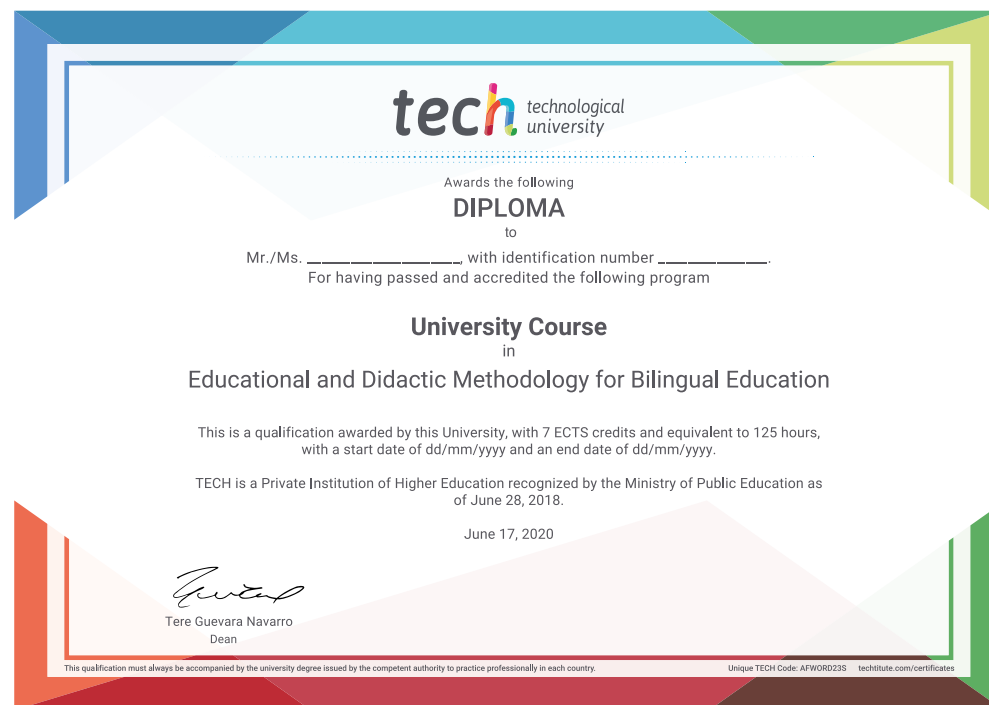 tech technological
university
Awards the following
DIPLOMA
to
Mr./Ms. ____________________, with identification number ______________.
For having passed and accredited the following program
University Course
in
Educational and Didactic Methodology for Bilingual Education
This is a qualification awarded by this University, with 7 ECTS credits and equivalent to 125 hours,
with a start date of dd/mm/yyyy and an end date of dd/mm/yyyy.
TECH is a Private Institution of Higher Education recognized by the Ministry of Public Education as
of June 28, 2018.
June 17, 2020
Tere Guevara Navarro
Dean
This qualification must always be accompanied by the university degree issued by the competent authority to practice professionally in each country.
Unique TECH Code: AFWORD23S techtitute.com/certificates